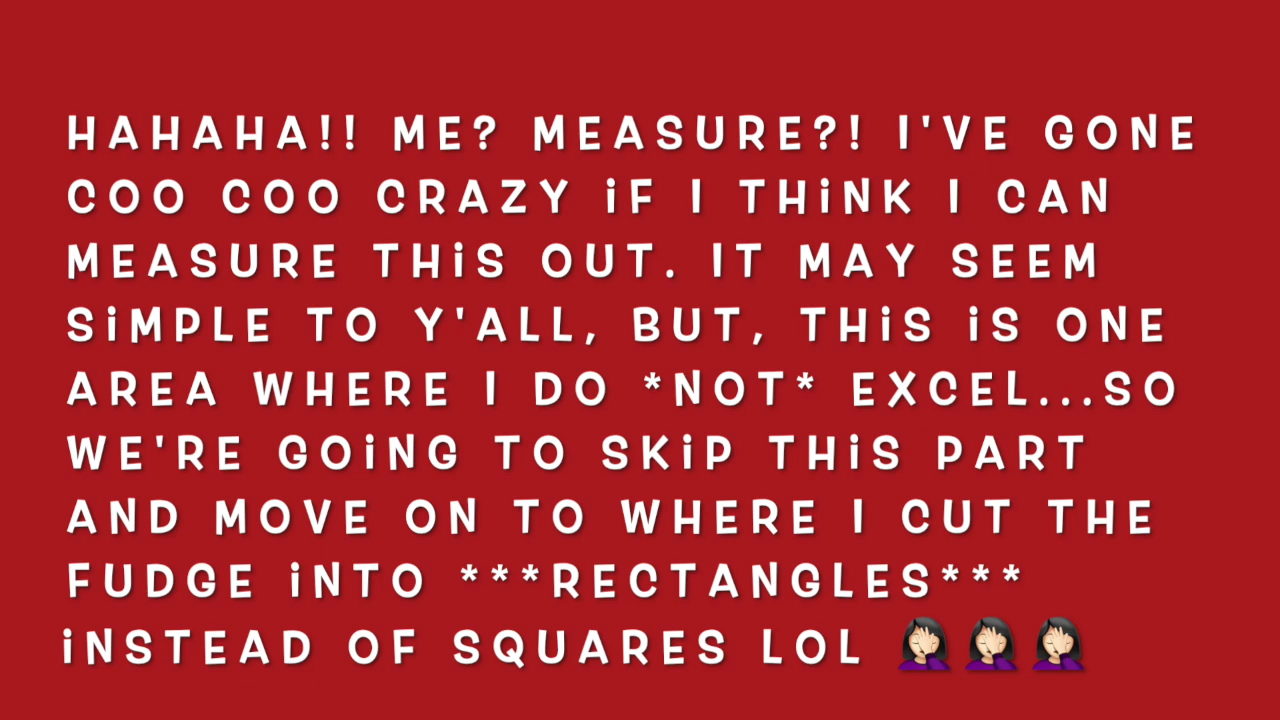 HAHAHA!! ME? MEASURE?! I'VE GONE
COO COO CRAZY iF I THiNK I CAN
MEASURE THiS OUT. IT MAY SEEM
SiMPLE TO Y'ALL, BUT, THiS iS ONE
AREA WHERE I DO *NOT* EXCEL...SO
WE'RE GOiNG TO SKiP THiS PART
AND MOVE ON TO WHERE I CUT THE
FUDGE iNTO ***RECTANGLES***
iNSTEAD OF SQUARES LOL 🤦🏻‍♀️🤦🏻‍♀️🤦🏻‍♀️